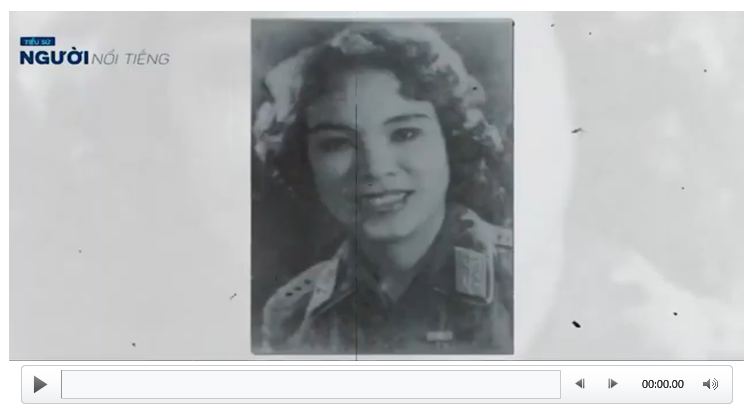 TIỂU SỬ
NGƯỜI NỔI TIẾNG
00:00.00